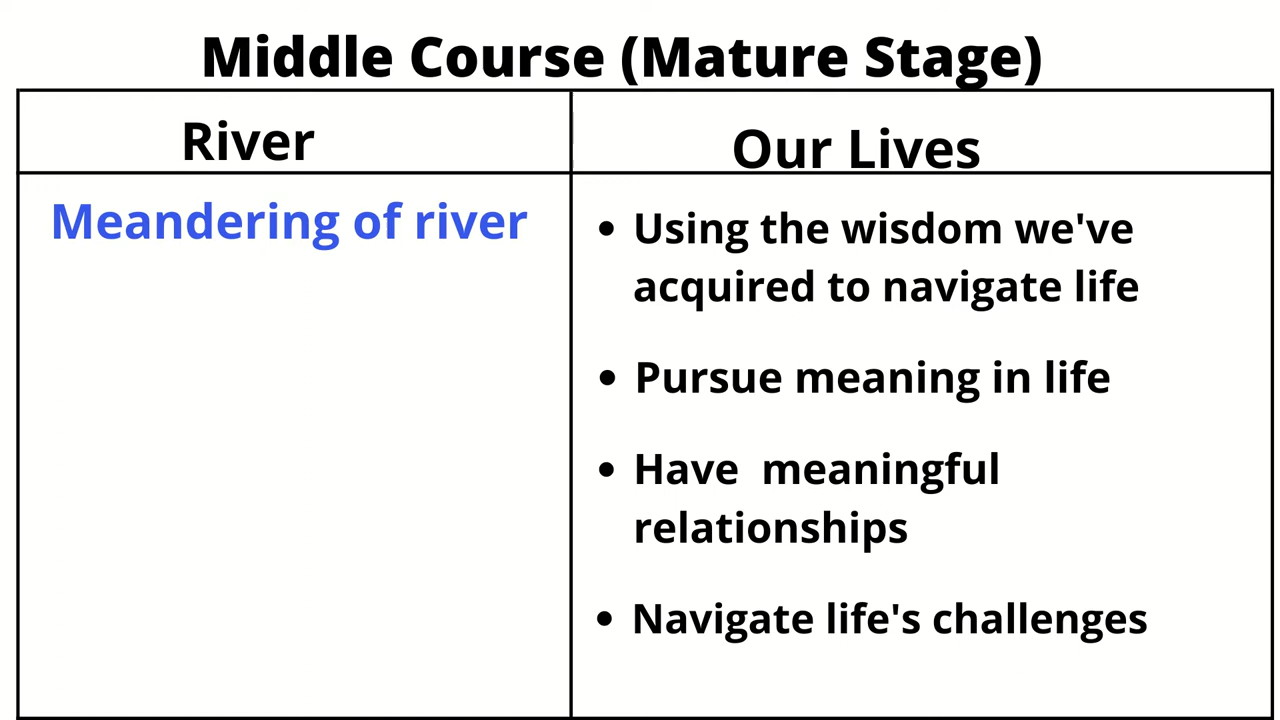 Middle Course (Mature Stage)
River
Our Lives
Meandering of river
• Using the wisdom we've
acquired to navigate life
• Pursue meaning in life
• Have meaningful
relationships
• Navigate life's challenges